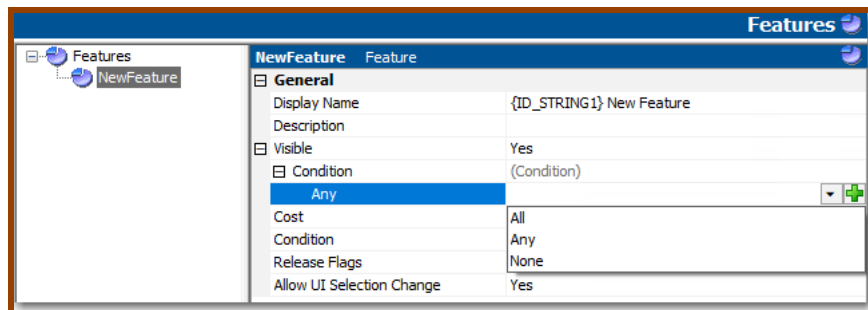 Features
Features
NewFeature
NewFeature Feature
General
Display Name {ID_STRING1} New Feature
Description
Visible Yes
Condition (Condition)
Any
Cost All
Condition Any
Release Flags None
Allow UI Selection Change Yes